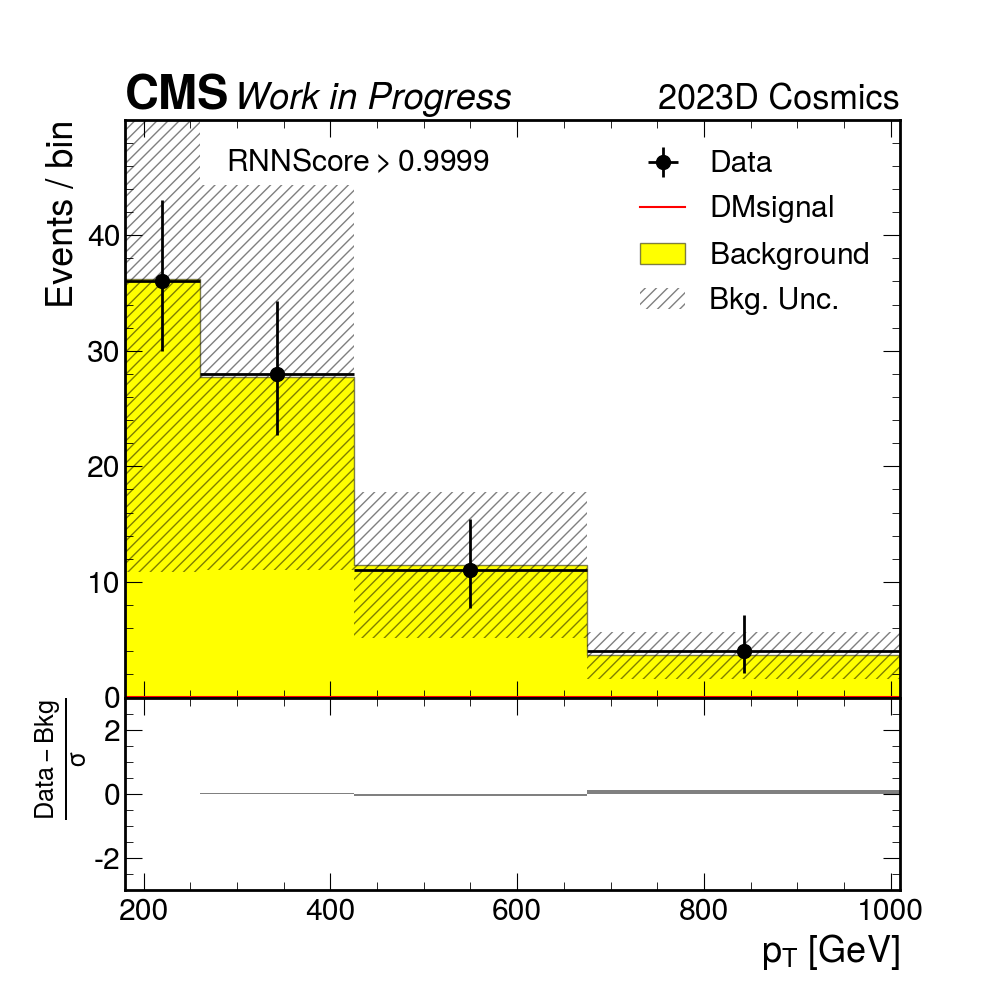 CMS Work in Progress 2023D Cosmics
Events / bin
RNNScore > 0.9999
Data
DMsignal
Background
Bkg. Unc.
40
30
20
10
0
Data – Bkg
σ
2
0
-2
200 400 600 800 1000
pT [GeV]